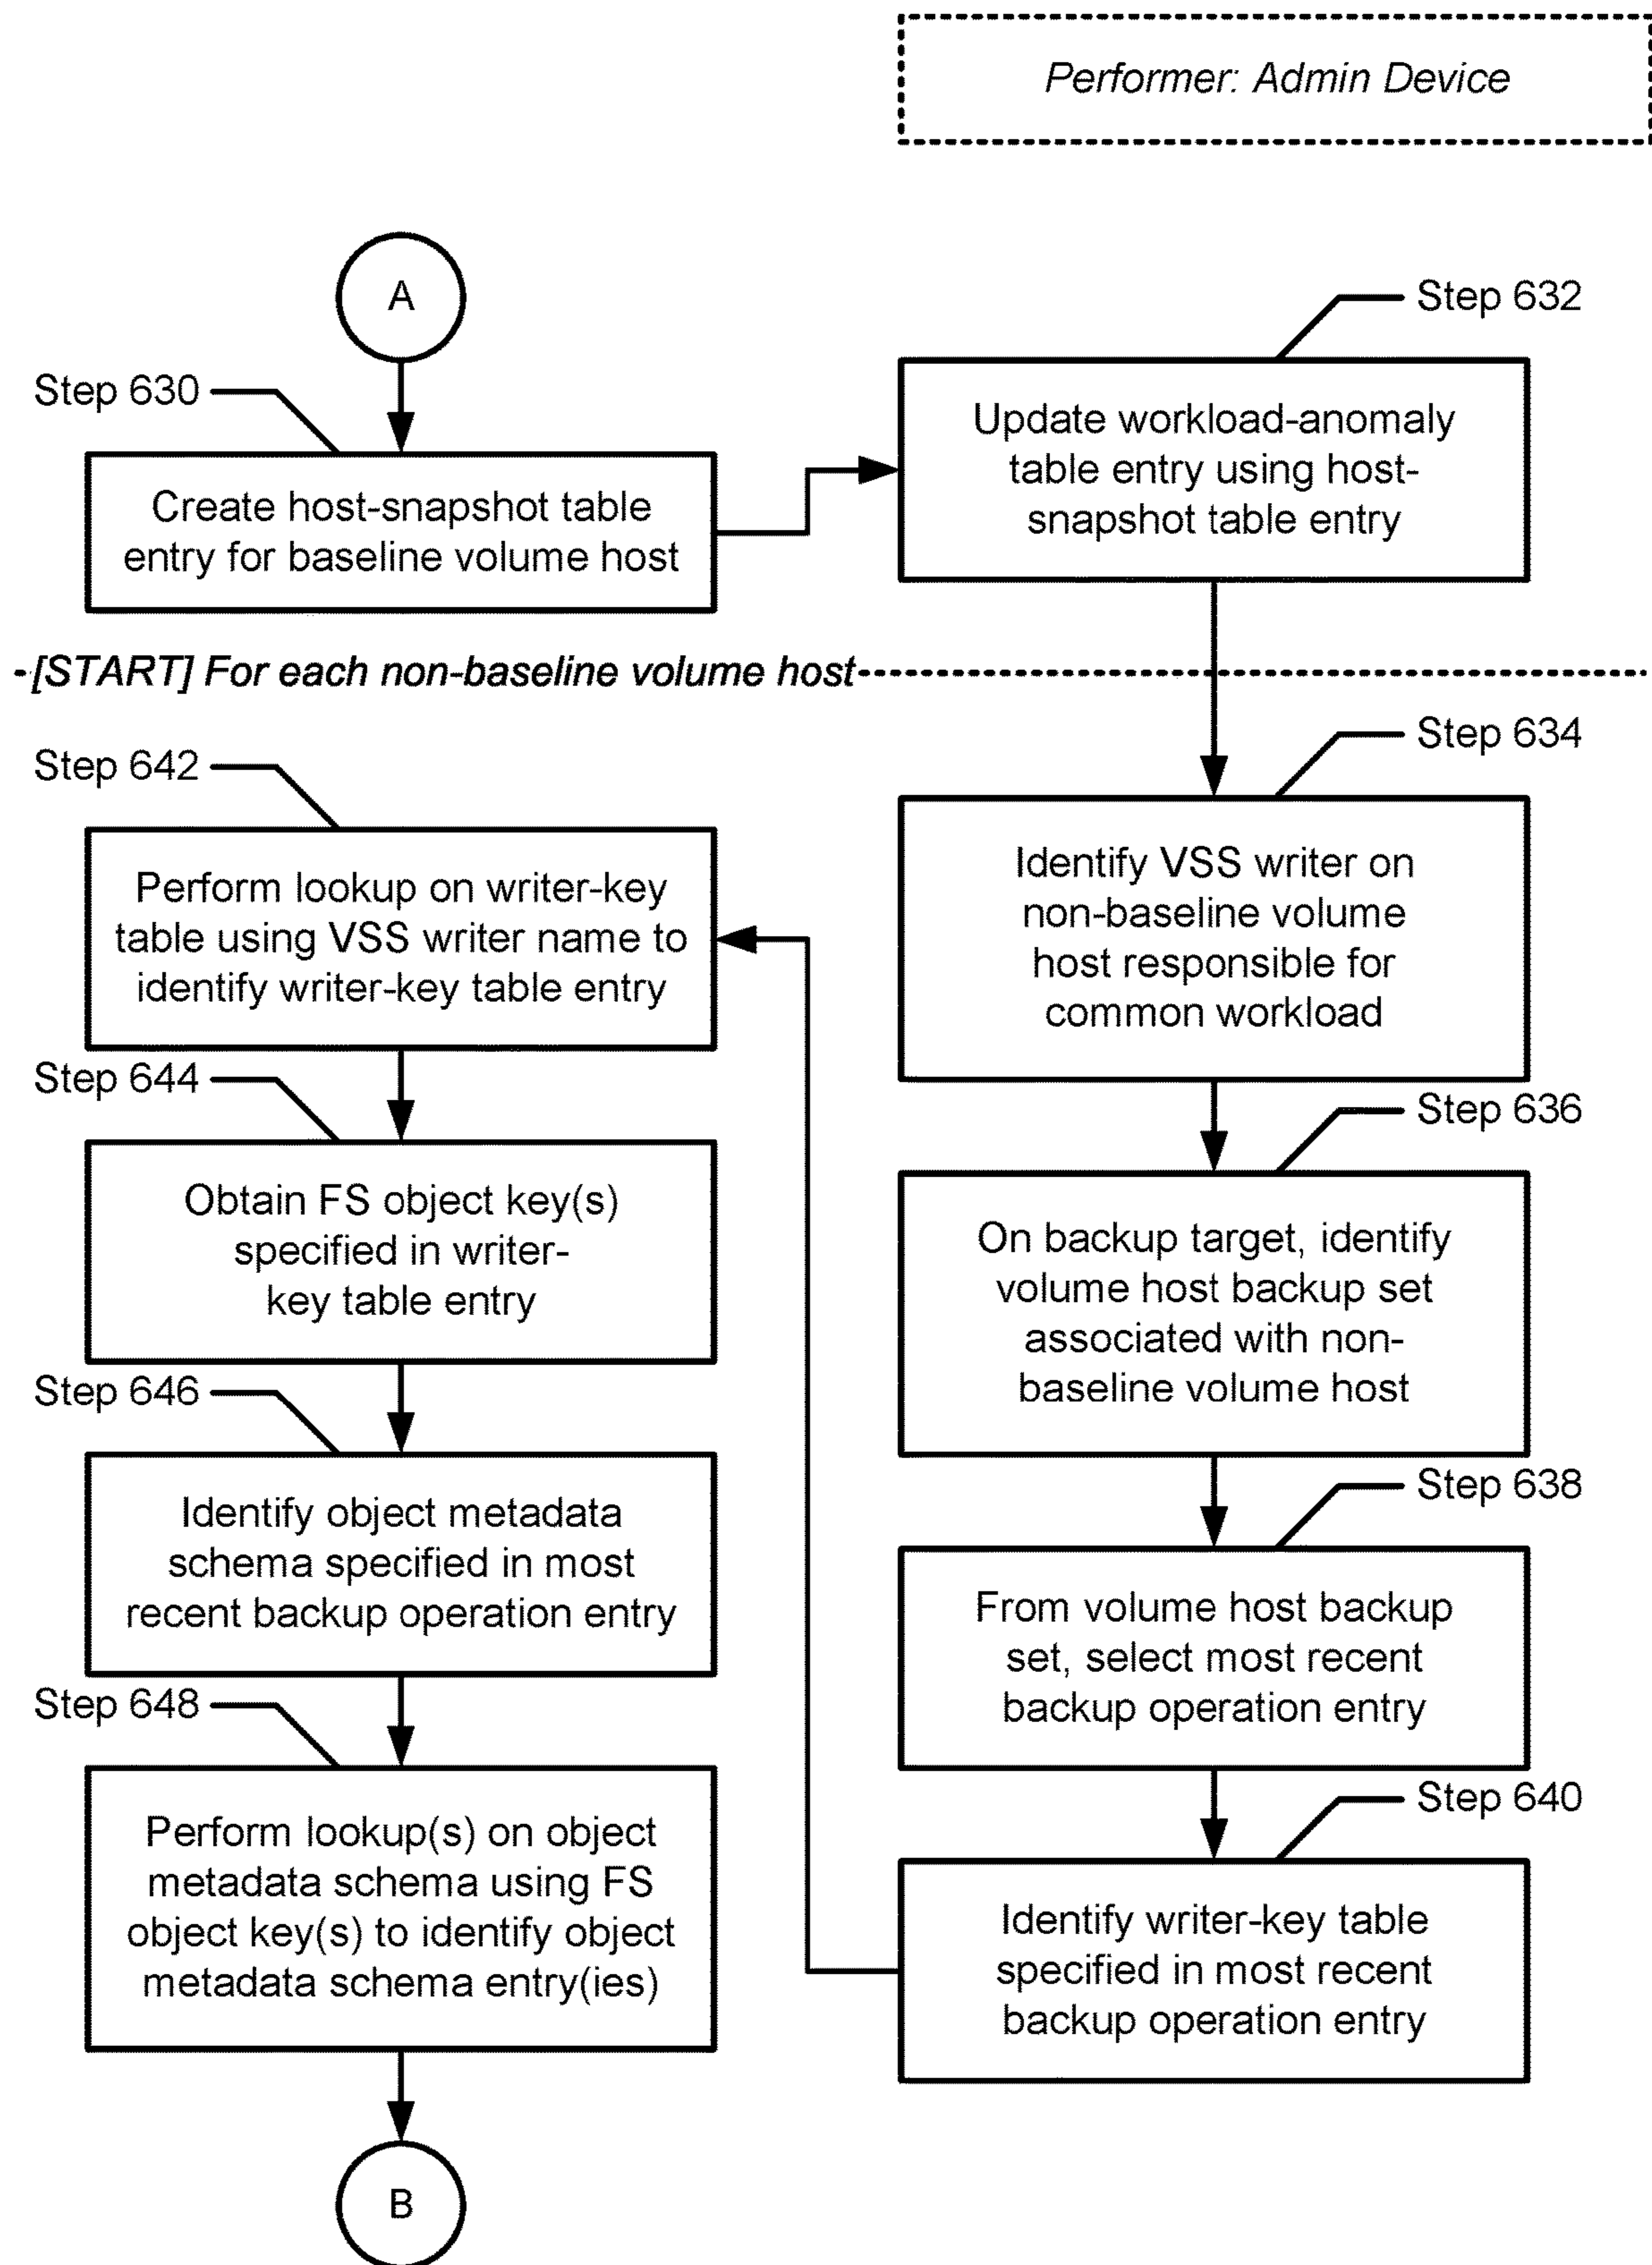 Performer: Admin Device
A
Step 630
Create host-snapshot table
entry for baseline volume host
Step 632
Update workload-anomaly
table entry using host-
snapshot table entry
[START] For each non-baseline volume host
Step 634
Identify VSS writer on
non-baseline volume
host responsible for
common workload
Step 636
On backup target, identify
volume host backup set
associated with non-
baseline volume host
Step 638
From volume host backup
set, select most recent
backup operation entry
Step 640
Identify writer-key table
specified in most recent
backup operation entry
Step 642
Perform lookup on writer-key
table using VSS writer name to
identify writer-key table entry
Step 644
Obtain FS object key(s)
specified in writer-
key table entry
Step 646
Identify object metadata
schema specified in most
recent backup operation entry
Step 648
Perform lookup(s) on object
metadata schema using FS
object key(s) to identify object
metadata schema entry(ies)
B